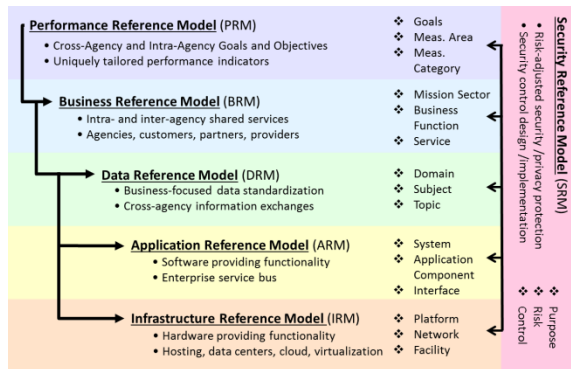 Performance Reference Model (PRM)
• Cross-Agency and Intra-Agency Goals and Objectives
• Uniquely tailored performance indicators
❖ Goals
❖ Meas. Area
❖ Meas.
Category
Business Reference Model (BRM)
• Intra- and inter-agency shared services
• Agencies, customers, partners, providers
❖ Mission Sector
❖ Business
Function
❖ Service
Data Reference Model (DRM)
• Business-focused data standardization
• Cross-agency information exchanges
❖ Domain
❖ Subject
❖ Topic
Application Reference Model (ARM)
• Software providing functionality
• Enterprise service bus
❖ System
❖ Application
Component
❖ Interface
Infrastructure Reference Model (IRM)
• Hardware providing functionality
• Hosting, data centers, cloud, virtualization
❖ Platform
❖ Network
❖ Facility
Security Reference Model (SRM)
• Risk-adjusted security /privacy protection
• Security control design /implementation
❖ Purpose
❖ Risk
❖ Control